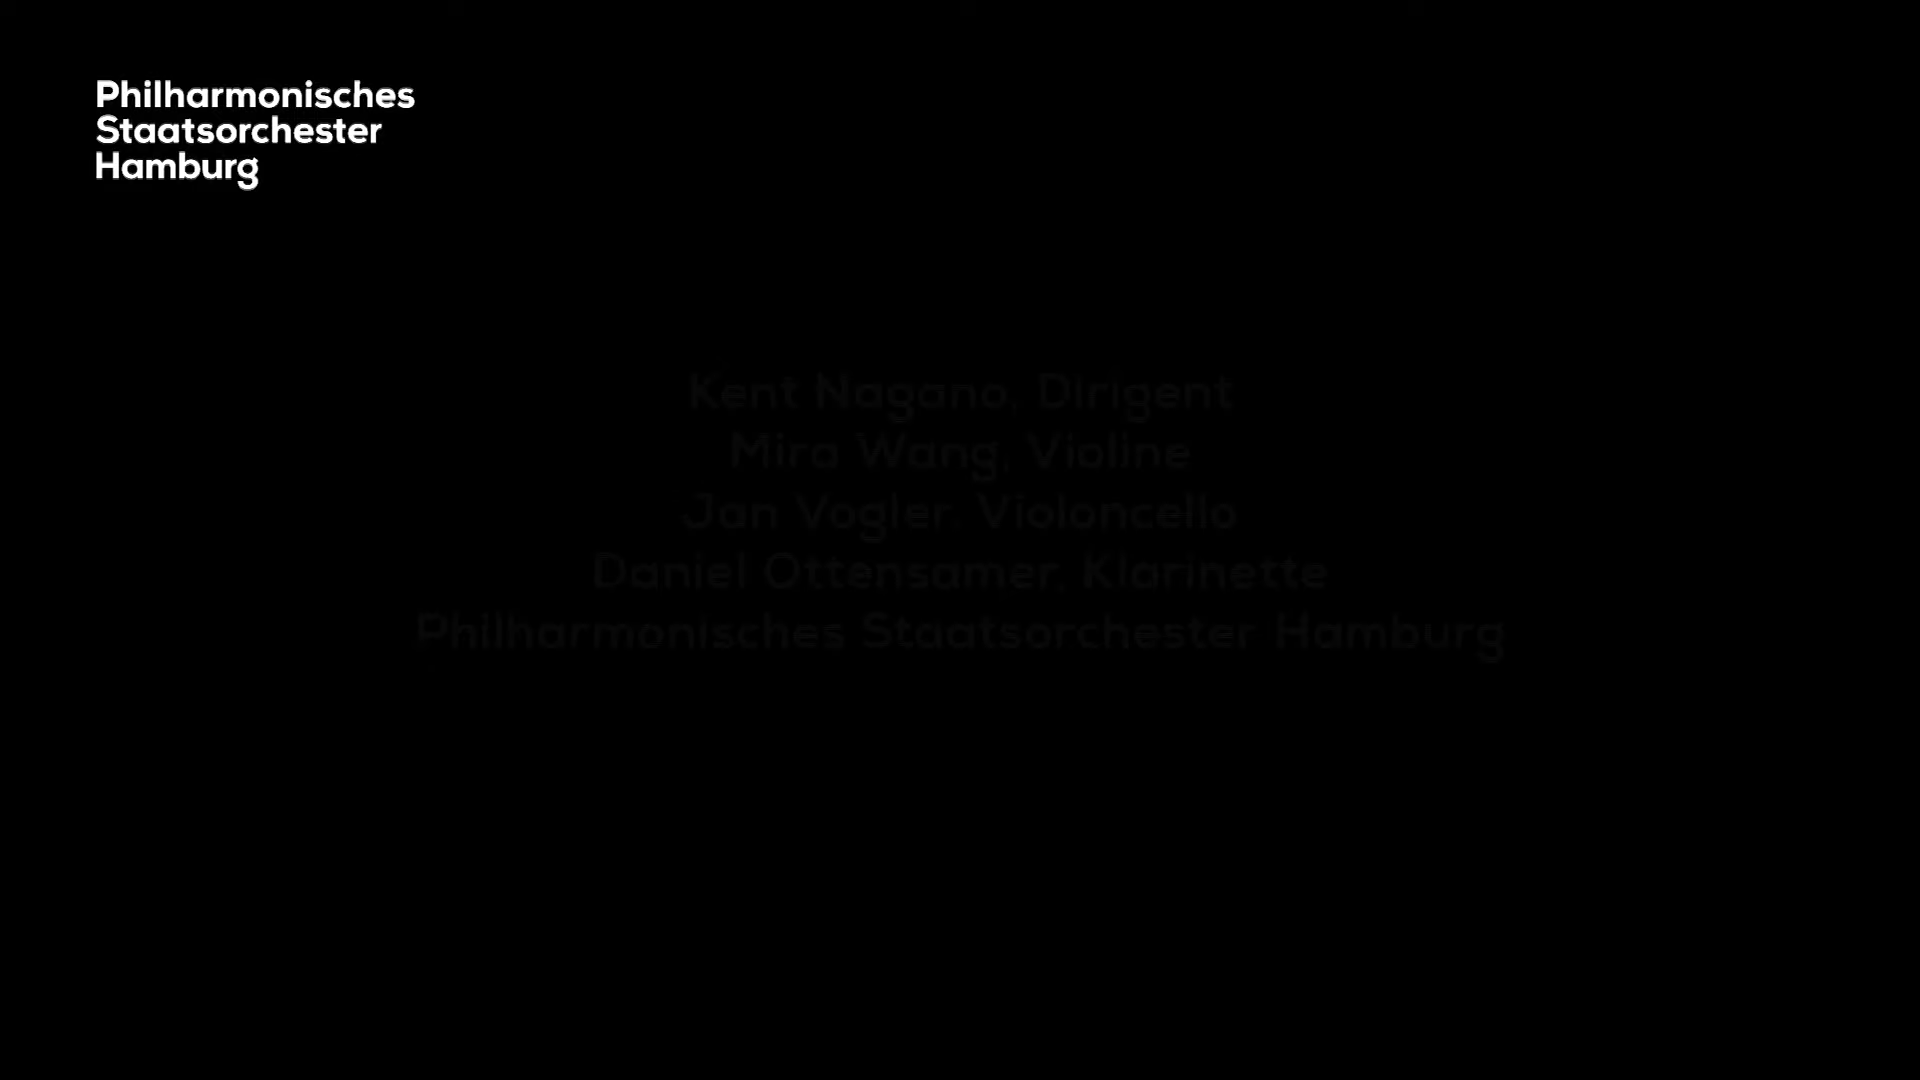 Philharmonisches
Staatsorchester
Hamburg
Kent Nagano, Dirigent
Mira Wang, Violine
Jan Vogler, Violoncello
Daniel Ottensamer, Klarinette
Philharmonisches Staatsorchester Hamburg